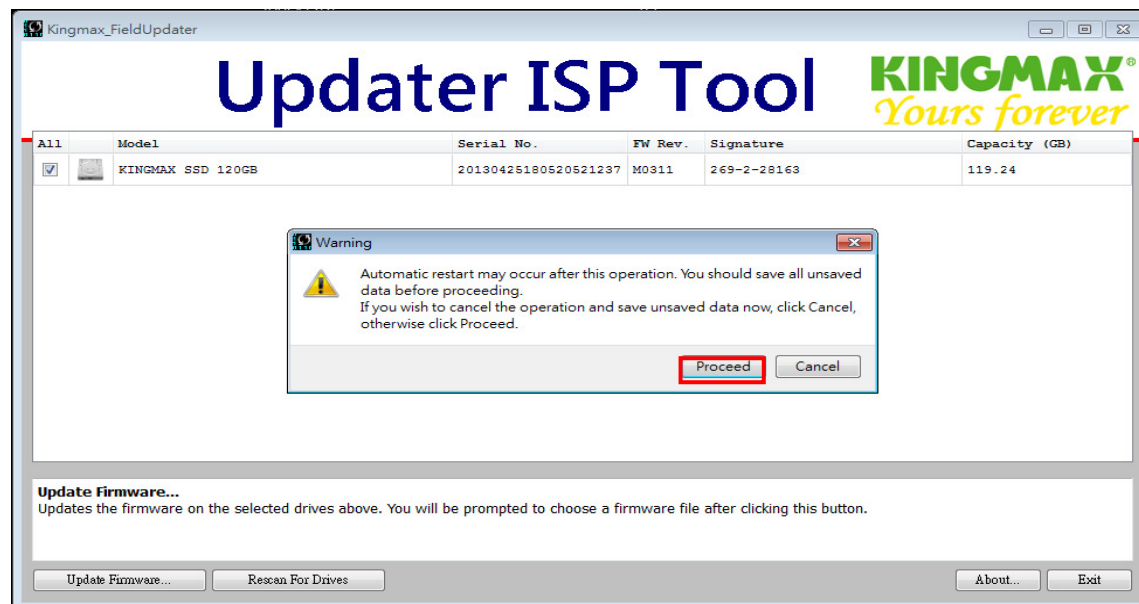 Kingmax_FieldUpdater
Updater ISP Tool
KINGMAX®
Yours forever
All Model Serial No. FW Rev. Signature Capacity (GB)
KINGMAX SSD 120GB 20130425180520521237 M0311 269-2-28163 119.24
Warning
Automatic restart may occur after this operation. You should save all unsaved
data before proceeding.
If you wish to cancel the operation and save unsaved data now, click Cancel,
otherwise click Proceed.
Proceed Cancel
Update Firmware...
Updates the firmware on the selected drives above. You will be prompted to choose a firmware file after clicking this button.
Update Firmware... Rescan For Drives About... Exit